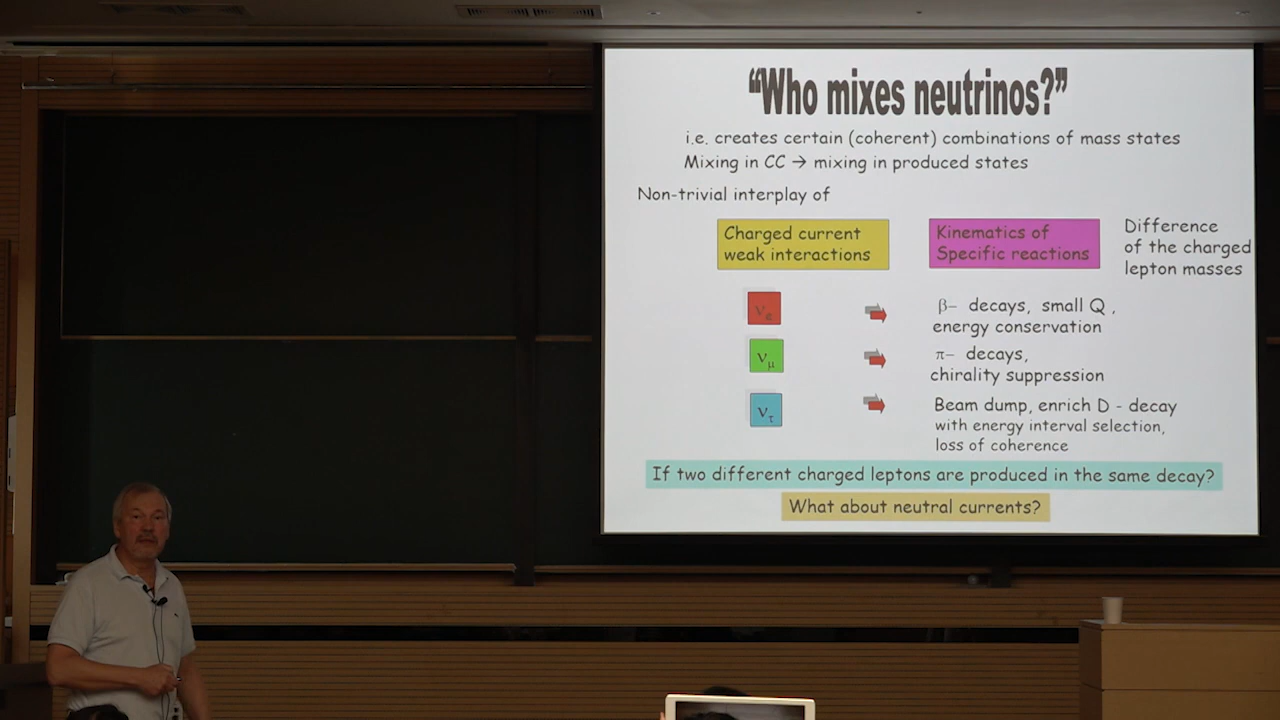 “Who mixes neutrinos?”
i.e. creates certain (coherent) combinations of mass states
Mixing in CC → mixing in produced states
Non-trivial interplay of
Charged current
weak interactions
Kinematics of
Specific reactions
Difference
of the charged
lepton masses
νe
β– decays, small Q ,
energy conservation
νμ
π– decays,
chirality suppression
ντ
Beam dump, enrich D - decay
with energy interval selection,
loss of coherence
If two different charged leptons are produced in the same decay?
What about neutral currents?